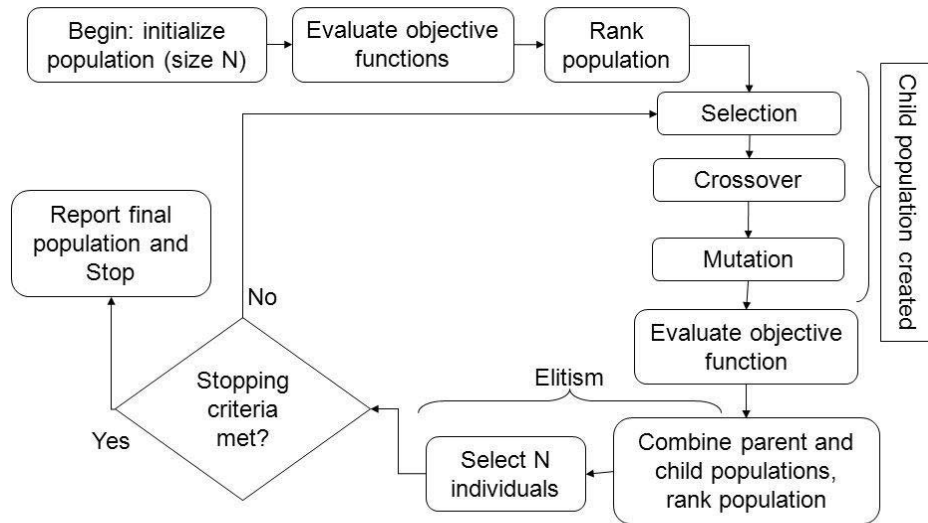 Begin: initialize
population (size N)
Evaluate objective
functions
Rank
population
Selection
Crossover
Mutation
Child population created
Evaluate objective
function
Combine parent and
child populations,
rank population
Elitism
Select N
individuals
Stopping
criteria
met?
No
Yes
Report final
population and
Stop